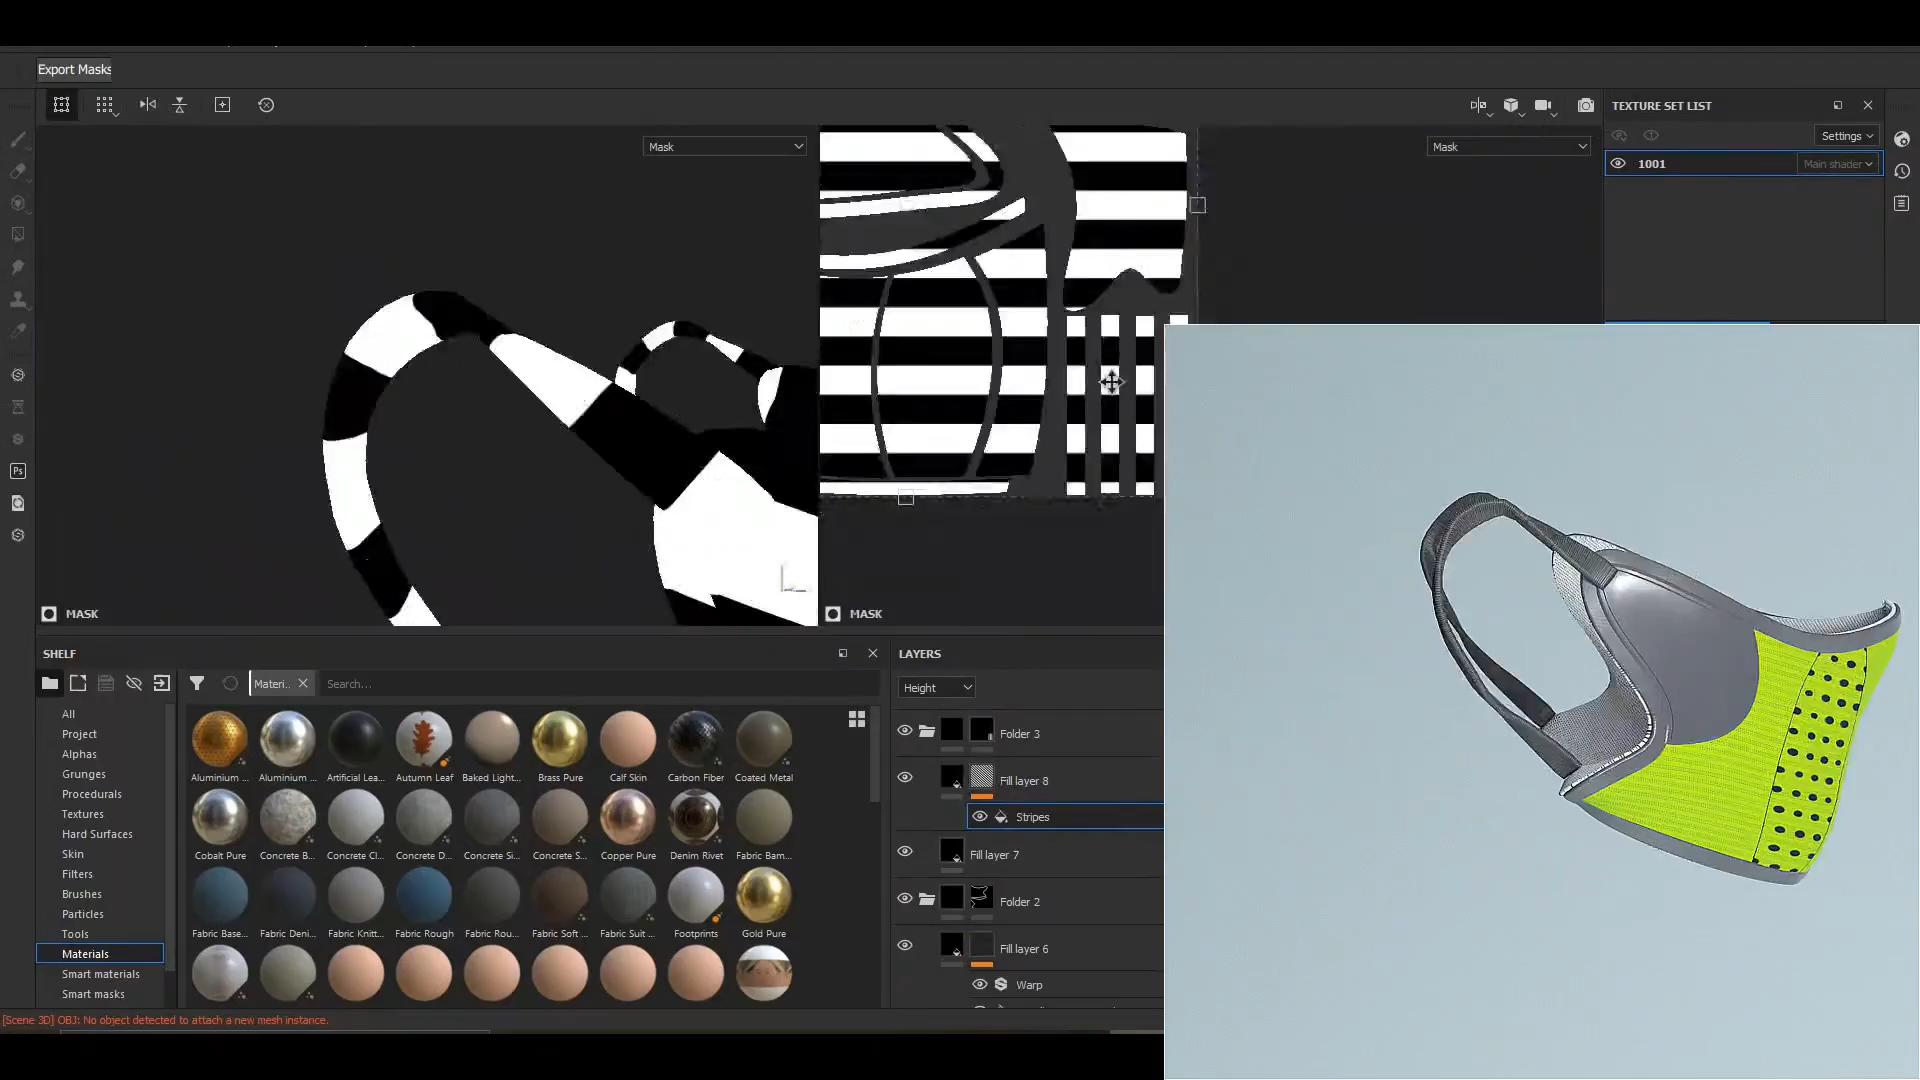 Export Masks
TEXTURE SET LIST
Settings
Mask
Mask
1001
Main shader
MASK
MASK
SHELF
LAYERS
Materi..
Search...
Height
All
Project
Alphas
Grunges
Procedurals
Textures
Hard Surfaces
Skin
Filters
Brushes
Particles
Tools
Materials
Smart materials
Smart masks
Aluminium ...
Aluminium ...
Artificial Lea...
Autumn Leaf
Baked Light...
Brass Pure
Calf Skin
Carbon Fiber
Coated Metal
Cobalt Pure
Concrete B...
Concrete Cl...
Concrete D...
Concrete Si...
Concrete S...
Copper Pure
Denim Rivet
Fabric Bam...
Fabric Base...
Fabric Deni...
Fabric Knitt...
Fabric Rough
Fabric Rou...
Fabric Soft ...
Fabric Suit ...
Footprints
Gold Pure
Folder 3
Fill layer 8
Stripes
Fill layer 7
Folder 2
Fill layer 6
Warp
Ps
[Scene 3D] OBJ: No object detected to attach a new mesh instance.